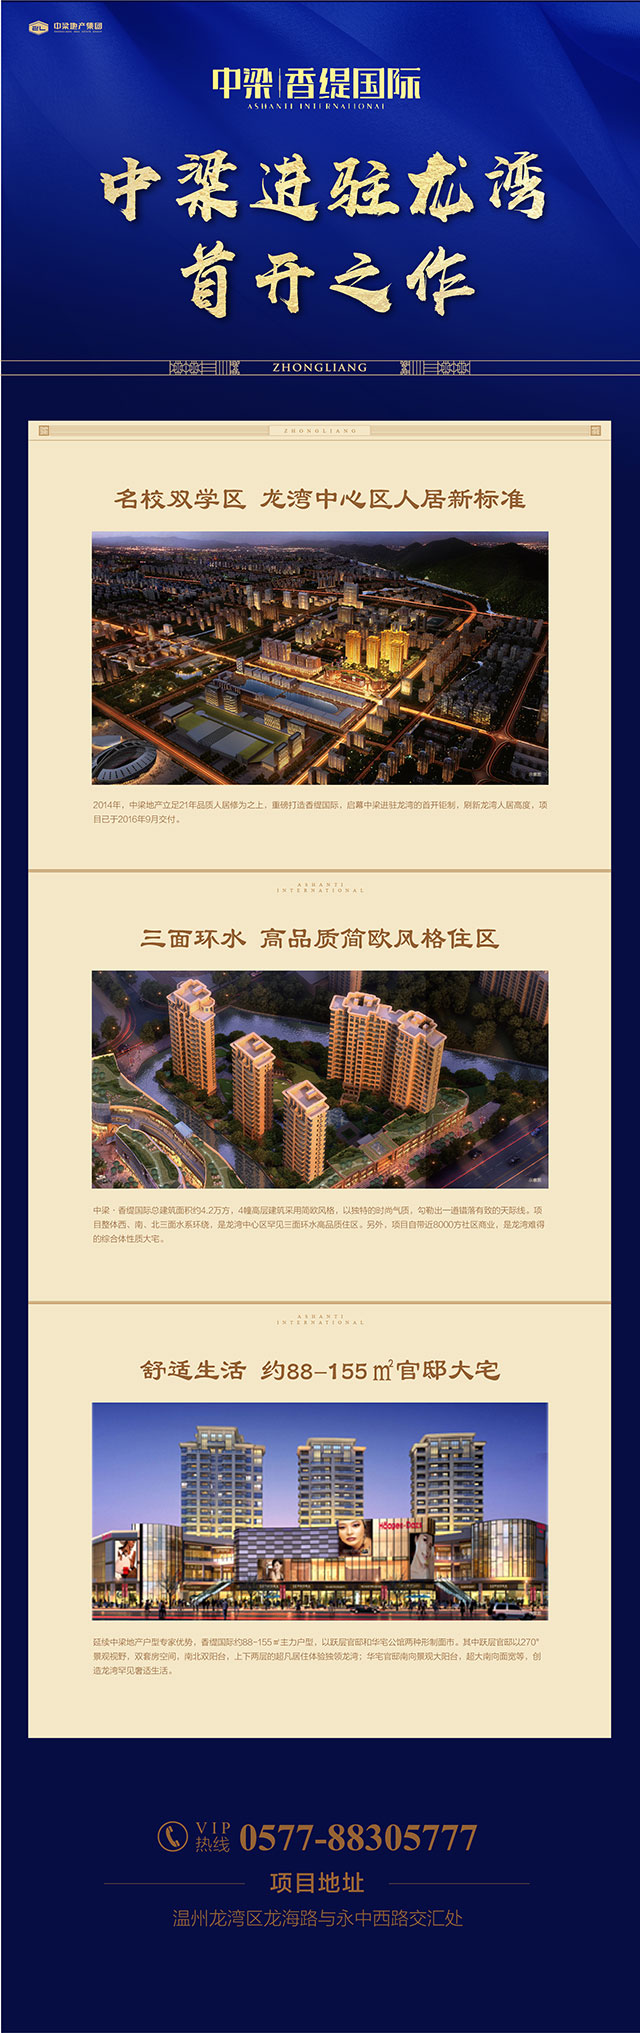 中梁地产集团
中梁|香缇国际
ASHANTI INTERNATIONAL
中梁进驻龙湾
首开之作
ZHONGLIANG
ZHONGLIANG
名校双学区 龙湾中心区人居新标准
示意图
2014年，中梁地产立足21年品质人居修为之上，重磅打造香缇国际，启幕中梁进驻龙湾的首开钜制，刷新龙湾人居高度，项
目已于2016年9月交付。
ASHANTI
INTERNATIONAL
三面环水 高品质简欧风格住区
示意图
中梁·香缇国际总建筑面积约4.2万方，4幢高层建筑采用简欧风格，以独特的时尚气质，勾勒出一道错落有致的天际线。项
目整体西、南、北三面水系环绕，是龙湾中心区罕见三面环水高品质住区。另外，项目自带近8000方社区商业，是龙湾难得
的综合体性质大宅。
ASHANTI
INTERNATIONAL
舒适生活 约88-155㎡官邸大宅
Häagen-Dazs
SEPHORA
延续中梁地产户型专家优势，香缇国际约88-155㎡主力户型，以跃层官邸和华宅公馆两种形制面市。其中跃层官邸以270°
景观视野，双套房空间，南北双阳台，上下两层的超凡居住体验独领龙湾；华宅官邸南向景观大阳台，超大南向面宽等，创
造龙湾罕见奢适生活。
VIP
热线 0577-88305777
项目地址
温州龙湾区龙海路与永中西路交汇处